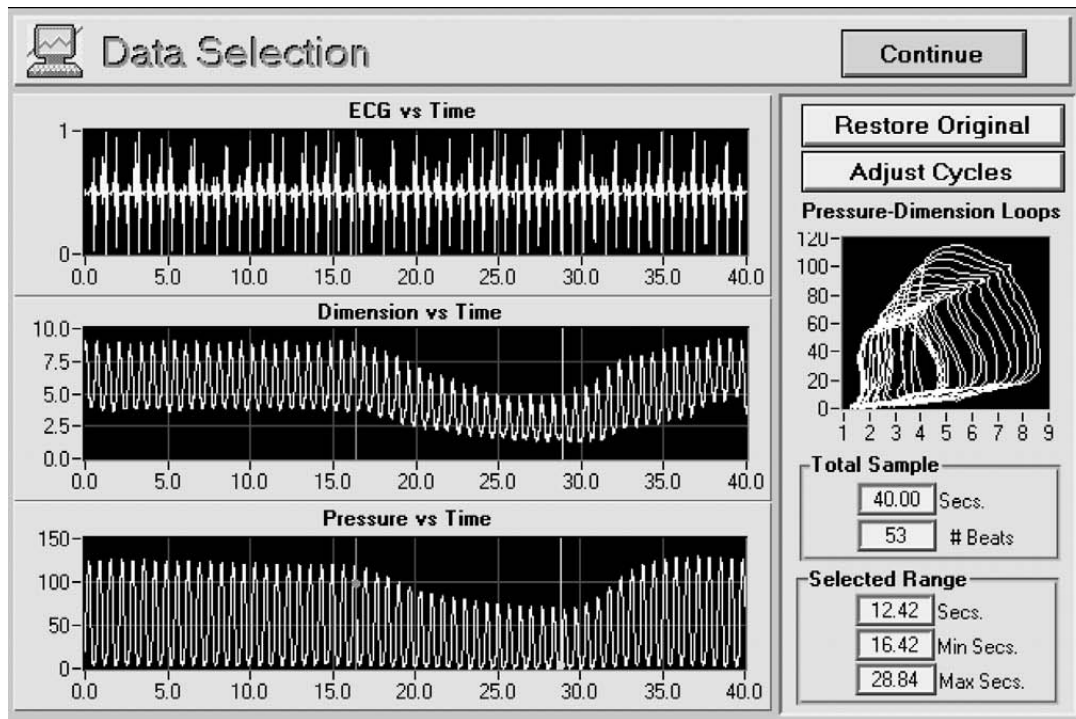 Data Selection
Continue
ECG vs Time
1
0
0.0 5.0 10.0 15.0 20.0 25.0 30.0 35.0 40.0
Dimension vs Time
10.0
7.5
5.0
2.5
0.0
0.0 5.0 10.0 15.0 20.0 25.0 30.0 35.0 40.0
Pressure vs Time
150
100
50
0
0.0 5.0 10.0 15.0 20.0 25.0 30.0 35.0 40.0
Restore Original
Adjust Cycles
Pressure-Dimension Loops
120
100
80
60
40
20
0
1 2 3 4 5 6 7 8 9
Total Sample
40.00 Secs.
53 # Beats
Selected Range
12.42 Secs.
16.42 Min Secs.
28.84 Max Secs.